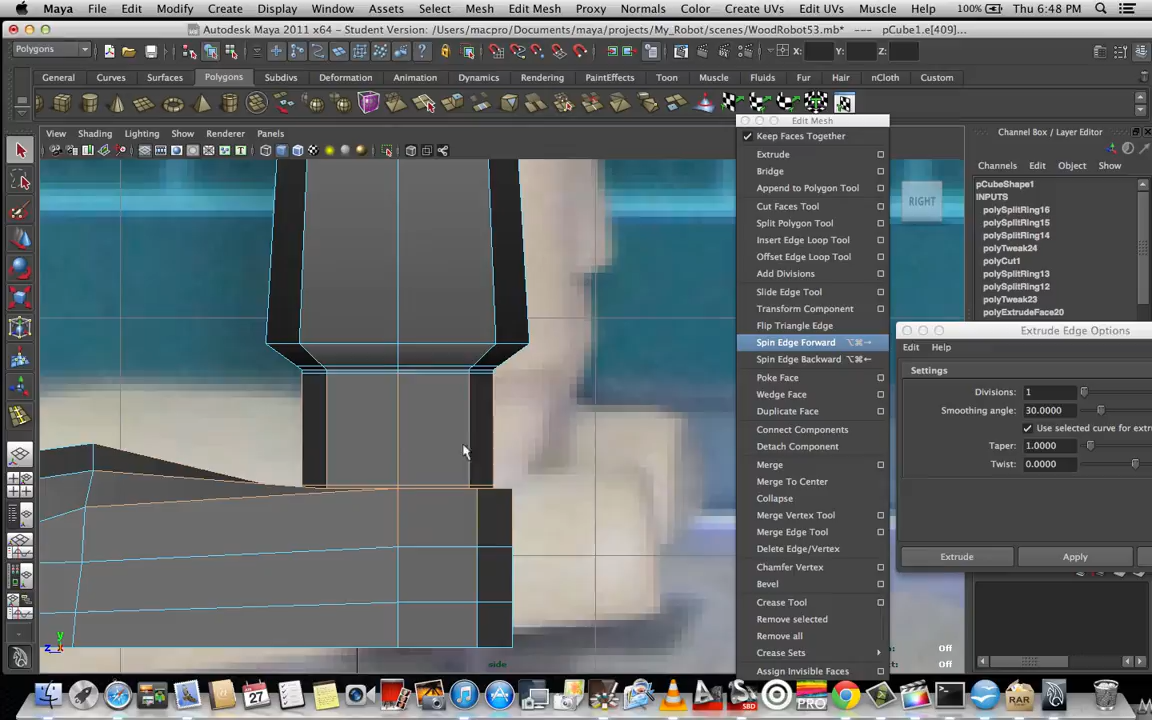 Maya File Edit Modify Create Display Window Assets Select Mesh Edit Mesh Proxy Normals Color Create UVs Edit UVs Muscle Help 100% Thu 6:48 PM
Autodesk Maya 2011 x64 - Student Version: /Users/macpro/Documents/maya/projects/My_Robot/scenes/WoodRobot53.mb* --- pCube1.e[409]...
Polygons X: Y: Z:
General Curves Surfaces Polygons Subdivs Deformation Animation Dynamics Rendering PaintEffects Toon Muscle Fluids Fur Hair nCloth Custom
View Shading Lighting Show Renderer Panels
Edit Mesh
Keep Faces Together
Extrude
Bridge
Append to Polygon Tool
Cut Faces Tool
Split Polygon Tool
Insert Edge Loop Tool
Offset Edge Loop Tool
Add Divisions
Slide Edge Tool
Transform Component
Flip Triangle Edge
Spin Edge Forward ⌥⌘→
Spin Edge Backward ⌥⌘←
Poke Face
Wedge Face
Duplicate Face
Connect Components
Detach Component
Merge
Merge To Center
Collapse
Merge Vertex Tool
Merge Edge Tool
Delete Edge/Vertex
Chamfer Vertex
Bevel
Crease Tool
Remove selected
Remove all
Crease Sets
Assign Invisible Faces
RIGHT
Channel Box / Layer Editor
Channels Edit Object Show
pCubeShape1
INPUTS
polySplitRing16
polySplitRing15
polySplitRing14
polyTweak24
polyCut1
polySplitRing13
polySplitRing12
polyTweak23
polyExtrudeFace20
Extrude Edge Options
Edit Help
Settings
Divisions: 1
Smoothing angle: 30.0000
Use selected curve for extr
Taper: 1.0000
Twist: 0.0000
Extrude Apply
Off
Off
y
z x
side
27
SBD
PRO
RAR